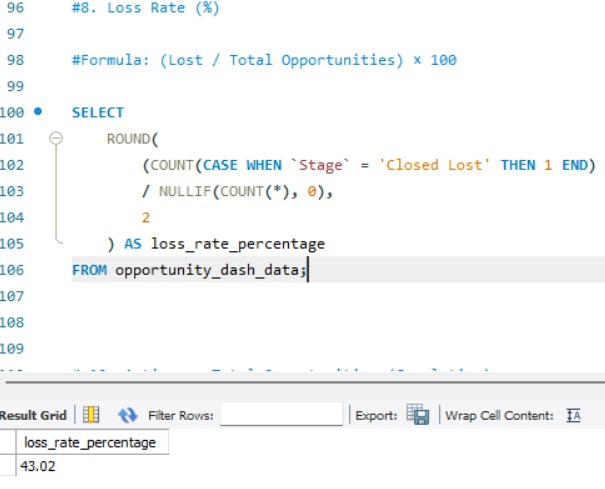 96 #8. Loss Rate (%)
97
98 #Formula: (Lost / Total Opportunities) × 100
99
100 SELECT
101 ROUND(
102 (COUNT(CASE WHEN `Stage` = 'Closed Lost' THEN 1 END)
103 / NULLIF(COUNT(*), 0),
104 2
105 ) AS loss_rate_percentage
106 FROM opportunity_dash_data;
107
108
109
Result Grid Filter Rows: Export: Wrap Cell Content:
loss_rate_percentage
43.02